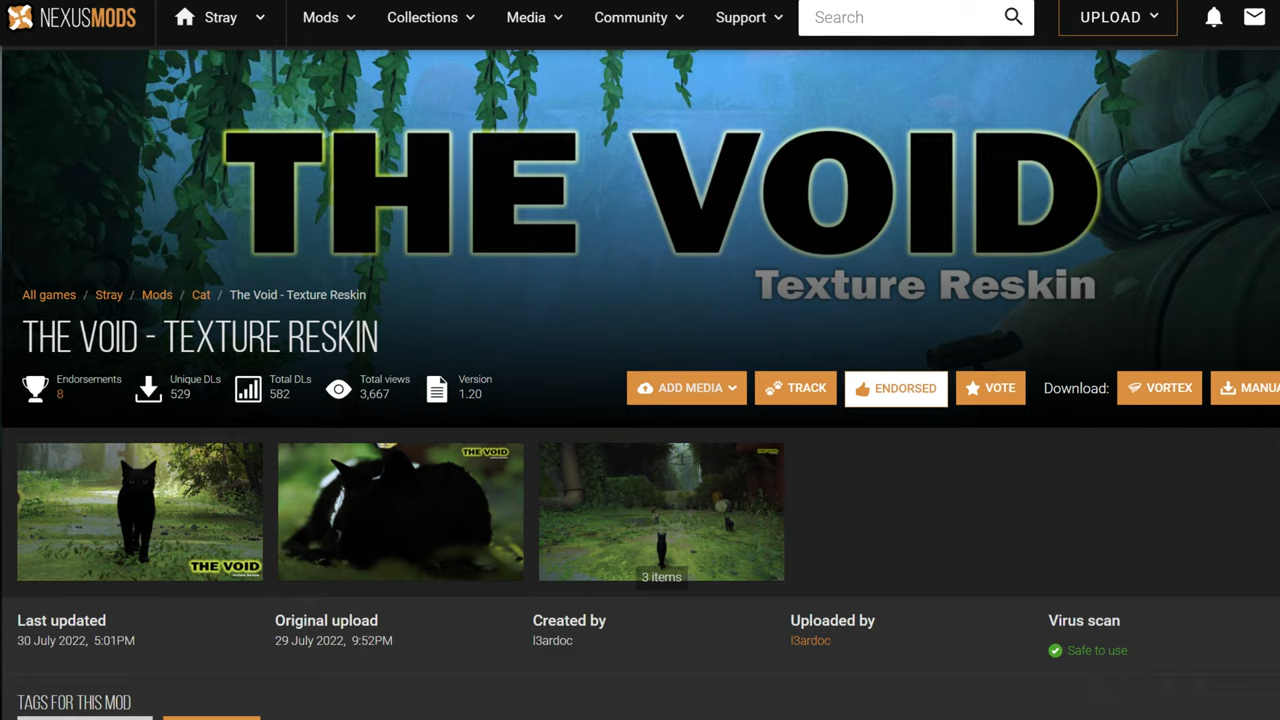 NEXUSMODS
Stray
Mods
Collections
Media
Community
Support
Search
UPLOAD
THE VOID
Texture Reskin
All games / Stray / Mods / Cat / The Void - Texture Reskin
THE VOID - TEXTURE RESKIN
Endorsements
8
Unique DLs
529
Total DLs
582
Total views
3,667
Version
1.20
ADD MEDIA
TRACK
ENDORSED
VOTE
Download:
VORTEX
MANUA
THE VOID
THE VOID
THE VOID
3 items
Last updated
30 July 2022, 5:01PM
Original upload
29 July 2022, 9:52PM
Created by
l3ardoc
Uploaded by
l3ardoc
Virus scan
Safe to use
TAGS FOR THIS MOD